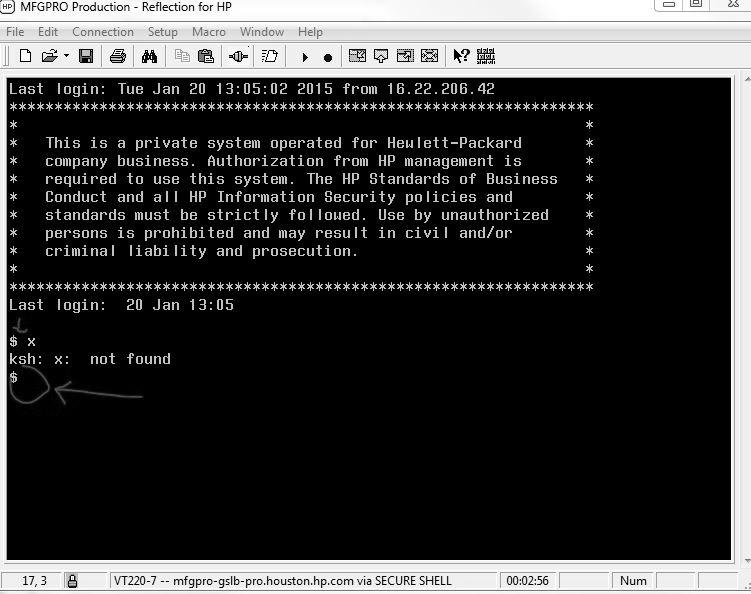 MFGPRO Production - Reflection for HP
File Edit Connection Setup Macro Window Help
Last login: Tue Jan 20 13:05:02 2015 from 16.22.206.42
*****************************************************************
* *
* This is a private system operated for Hewlett-Packard *
* company business. Authorization from HP management is *
* required to use this system. The HP Standards of Business *
* Conduct and all HP Information Security policies and *
* standards must be strictly followed. Use by unauthorized *
* persons is prohibited and may result in civil and/or *
* criminal liability and prosecution. *
* *
*****************************************************************
Last login:  20 Jan 13:05
$ x
ksh: x:  not found
$
17, 3 VT220-7 -- mfgpro-gslb-pro.houston.hp.com via SECURE SHELL 00:02:56 Num